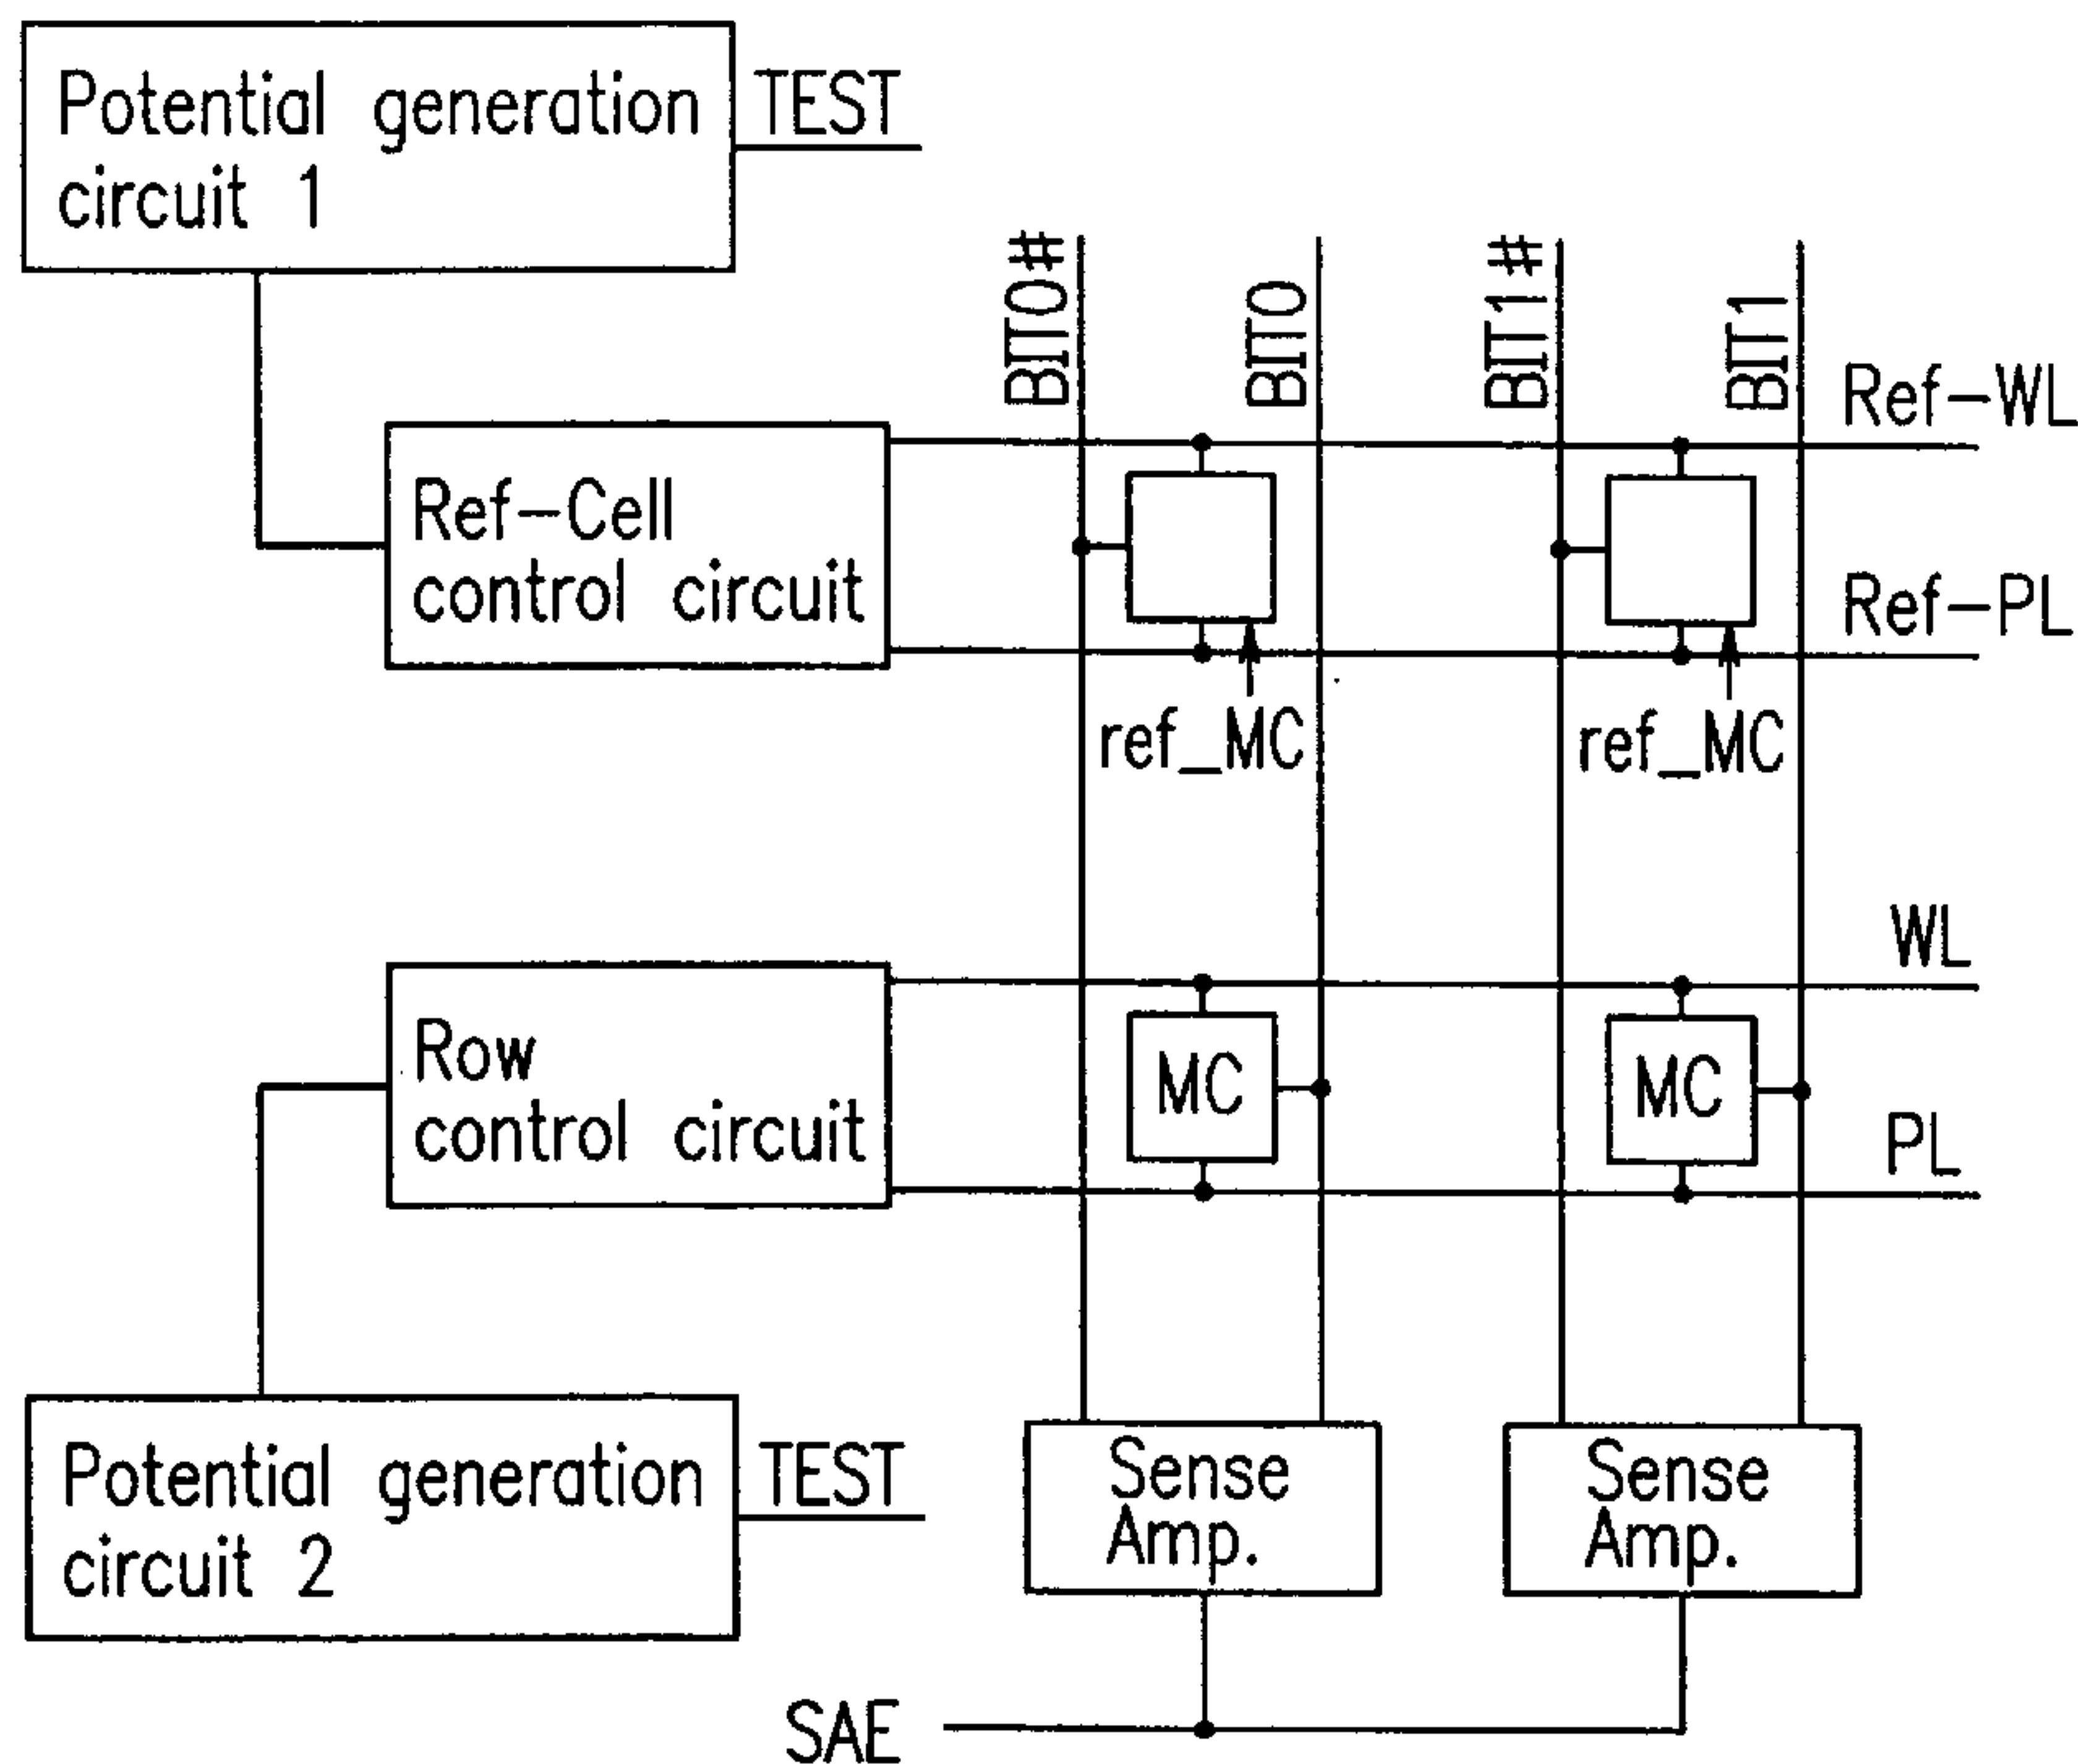 Potential generation
circuit 1
TEST
BIT0#
BIT0
BIT1#
BIT1
Ref-WL
Ref-Cell
control circuit
Ref-PL
ref_MC
ref_MC
WL
Row
control circuit
MC
MC
PL
Potential generation
circuit 2
TEST
Sense
Amp.
Sense
Amp.
SAE